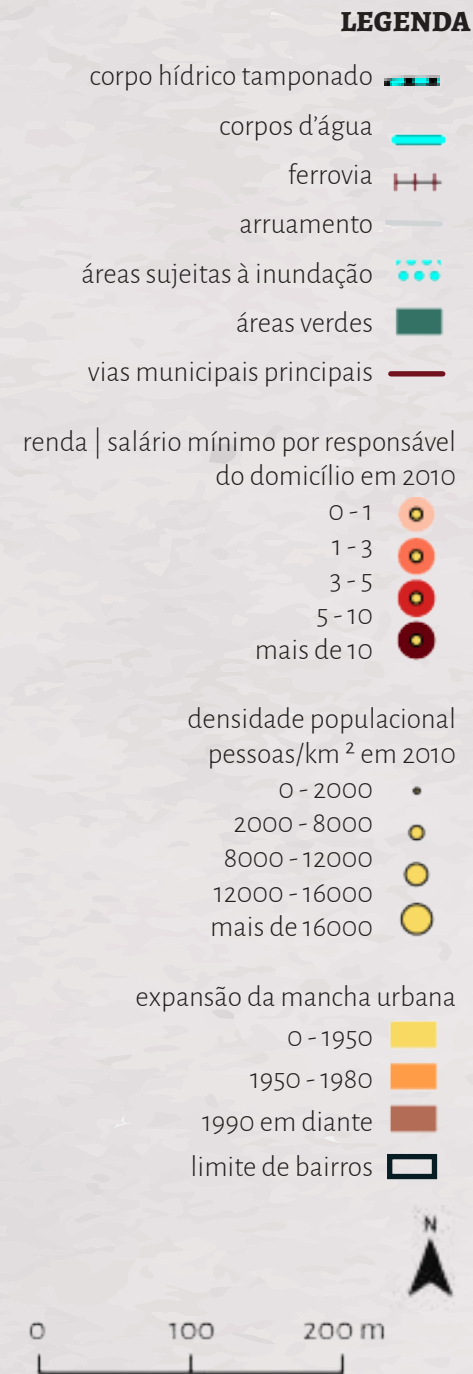 LEGENDA
corpo hídrico tamponado
corpos d'água
ferrovia
arruamento
áreas sujeitas à inundação
áreas verdes
vias municipais principais
renda | salário mínimo por responsável
do domicílio em 2010
0 - 1
1 - 3
3 - 5
5 - 10
mais de 10
densidade populacional
pessoas/km ² em 2010
0 - 2000
2000 - 8000
8000 - 12000
12000 - 16000
mais de 16000
expansão da mancha urbana
0 - 1950
1950 - 1980
1990 em diante
limite de bairros
N
0 100 200 m